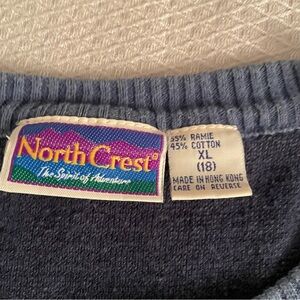 North Crest®
The Spirit of Adventure
55% RAMIE
45% COTTON
XL
(18)
MADE IN HONG KONG
CARE ON REVERSE